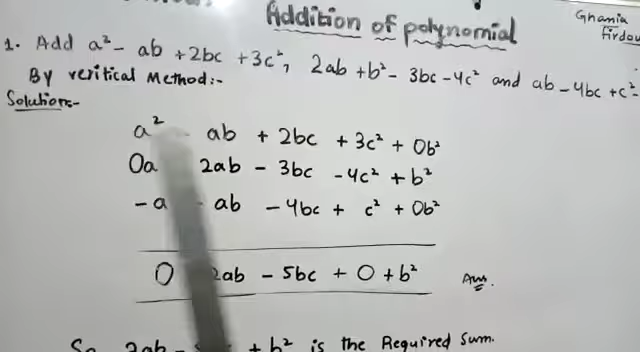 Addition of polynomial
Ghania
Firdou
1. Add a² - ab + 2bc + 3c², 2ab + b² - 3bc - 4c² and ab - 4bc + c² -
By veritical Method:-
Solution:-
a² - ab + 2bc + 3c² + 0b²
0a 2ab - 3bc - 4c² + b²
-a ab - 4bc + c² + 0b²
0 2ab - 5bc + 0 + b² Ans.
So 2ab - + b² is the Required Sum.